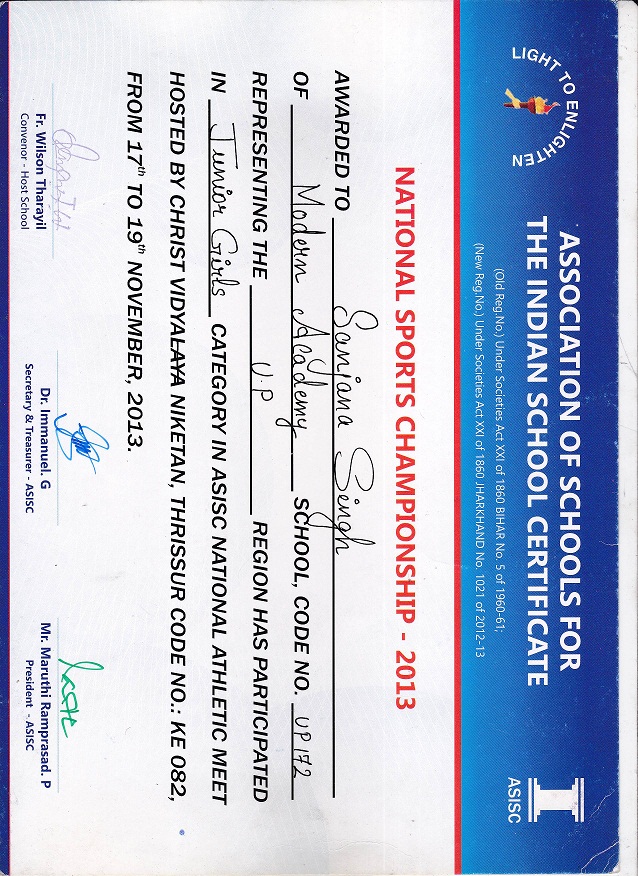 LIGHT TO ENLIGHTEN
ASSOCIATION OF SCHOOLS FOR
THE INDIAN SCHOOL CERTIFICATE
(Old Reg.No.) Under Societies Act XXI of 1860 BIHAR No. 5 of 1960-61;
(New Reg.No.) Under Societies Act XXI of 1860 JHARKHAND No. 1021 of 2012-13
ASISC
NATIONAL SPORTS CHAMPIONSHIP - 2013
AWARDED TO Sanjana Singh
OF Modern Academy SCHOOL, CODE NO. UP172
REPRESENTING THE U.P REGION HAS PARTICIPATED
IN Junior Girls CATEGORY IN ASISC NATIONAL ATHLETIC MEET
HOSTED BY CHRIST VIDYALAYA NIKETAN, THRISSUR CODE NO.: KE 082,
FROM 17th TO 19th NOVEMBER, 2013.
Fr. Wilson Tharayil
Convenor - Host School
Dr. Immanuel. G
Secretary & Treasurer - ASISC
Mr. Maruthi Ramprasad. P
President - ASISC